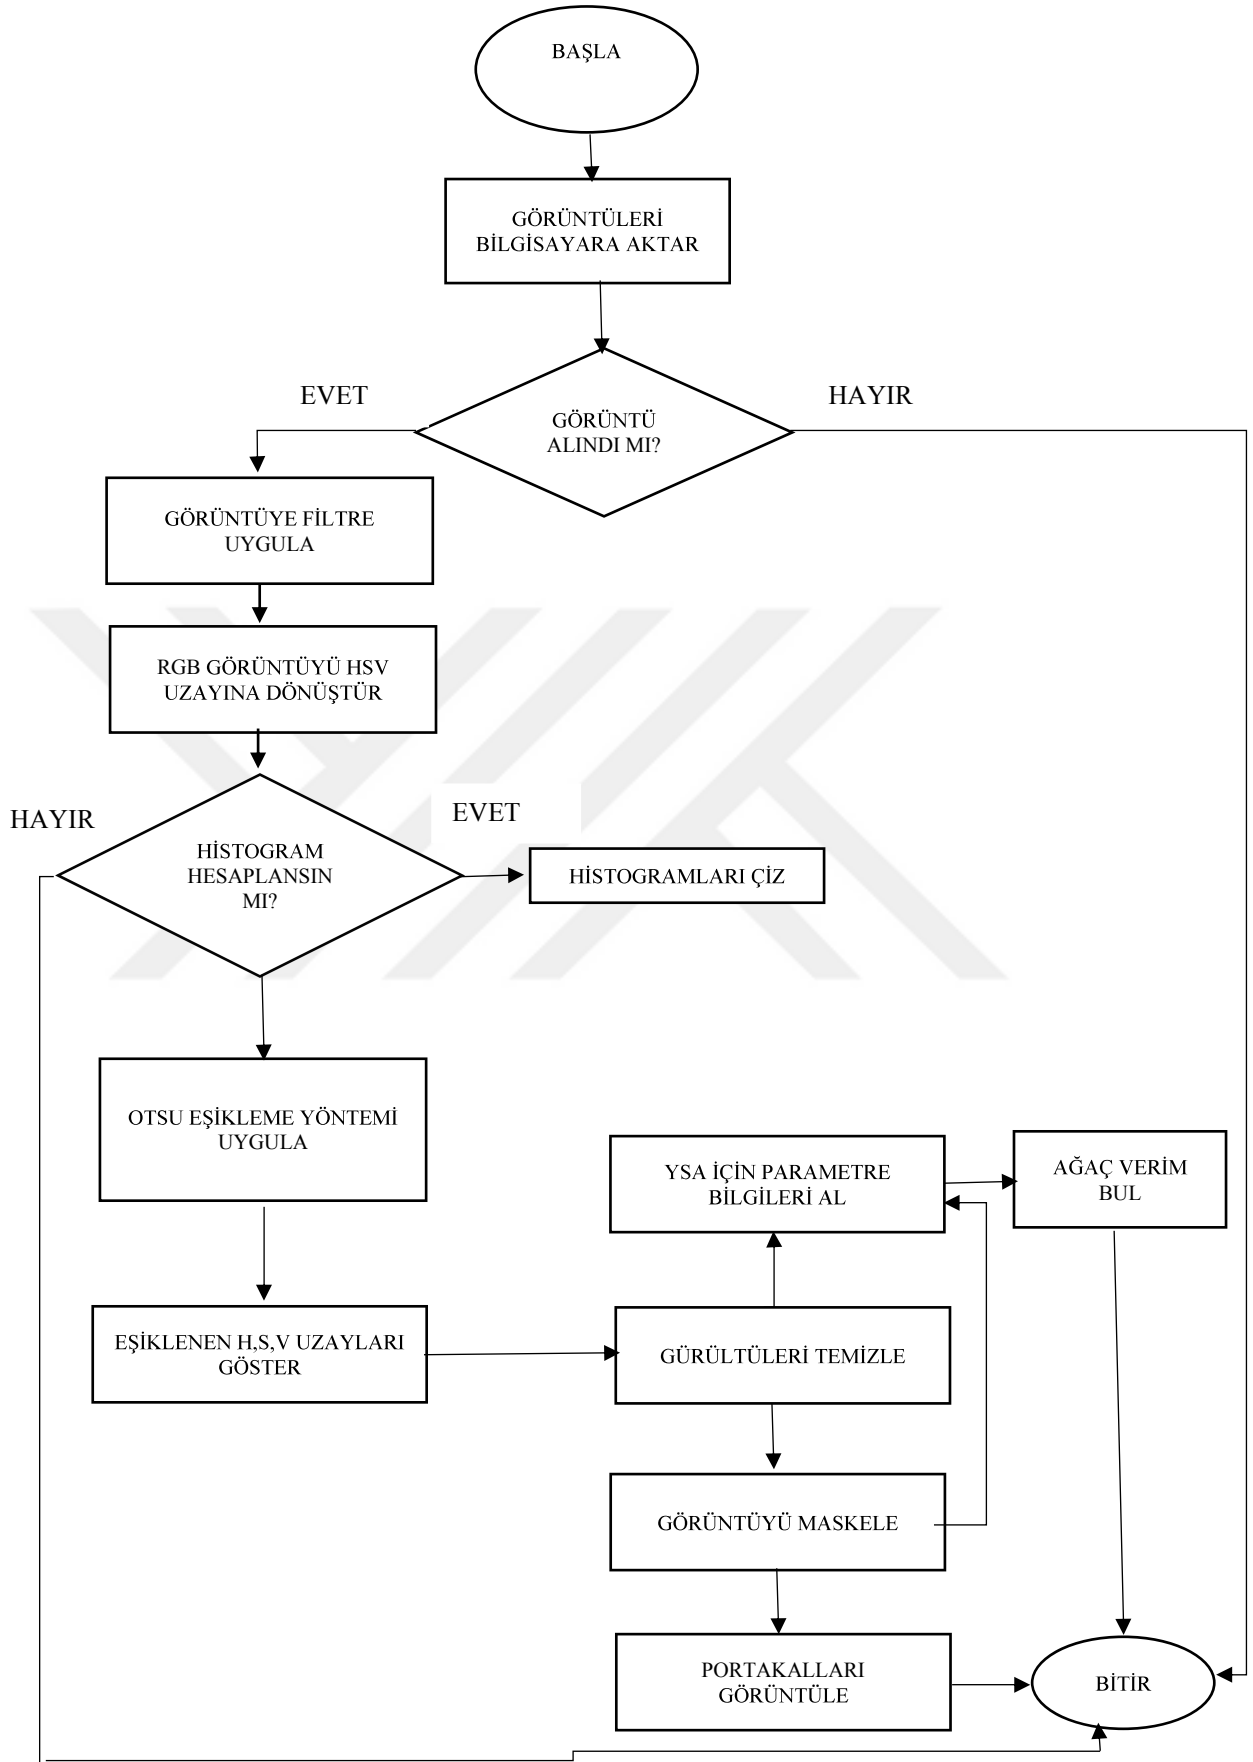 BAŞLA
GÖRÜNTÜLERİ
BİLGİSAYARA AKTAR
EVET
HAYIR
GÖRÜNTÜ
ALINDI MI?
GÖRÜNTÜYE FİLTRE
UYGULA
RGB GÖRÜNTÜYÜ HSV
UZAYINA DÖNÜŞTÜR
HAYIR
EVET
HİSTOGRAM
HESAPLANSIN
MI?
HİSTOGRAMLARI ÇİZ
OTSU EŞİKLEME YÖNTEMİ
UYGULA
YSA İÇİN PARAMETRE
BİLGİLERİ AL
AĞAÇ VERİM
BUL
EŞİKLENEN H,S,V UZAYLARI
GÖSTER
GÜRÜLTÜLERİ TEMİZLE
GÖRÜNTÜYÜ MASKELE
PORTAKALLARI
GÖRÜNTÜLE
BİTİR